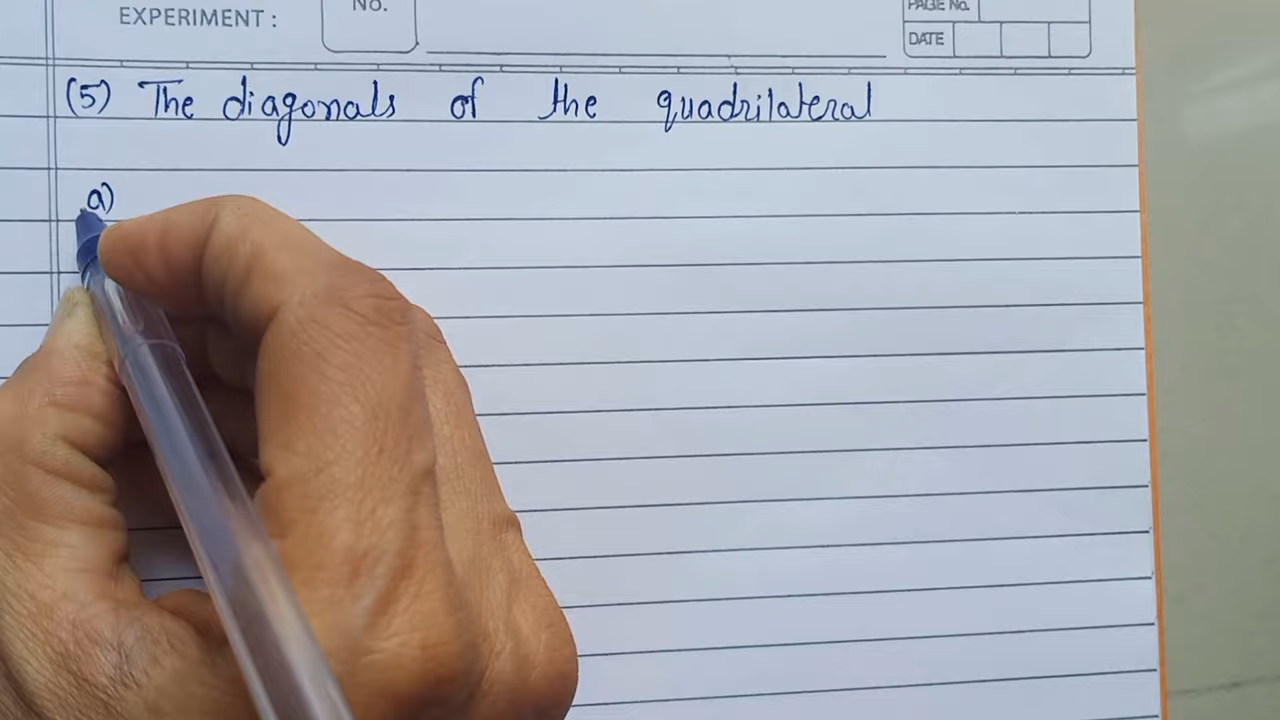 EXPERIMENT :
No.
PAGE No.
DATE
(5) The diagonals of the quadrilateral
a)